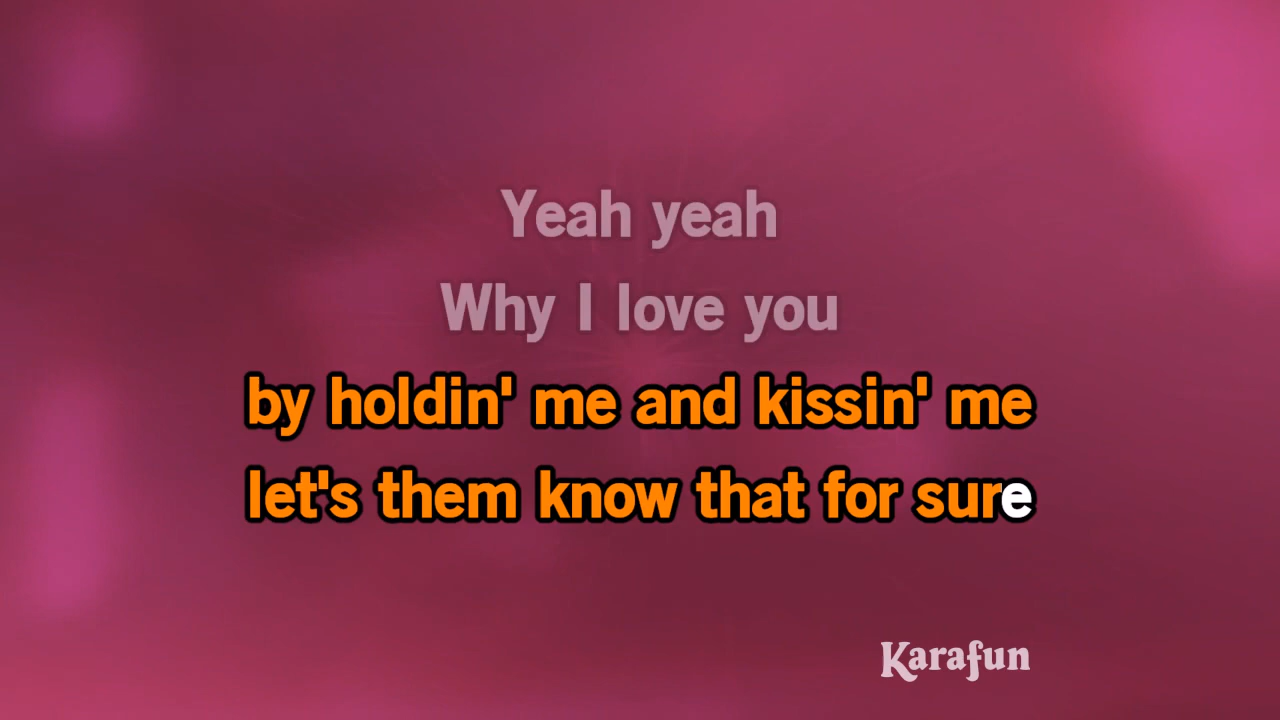 Yeah yeah
Why I love you
by holdin' me and kissin' me
let's them know that for sure
Karafun